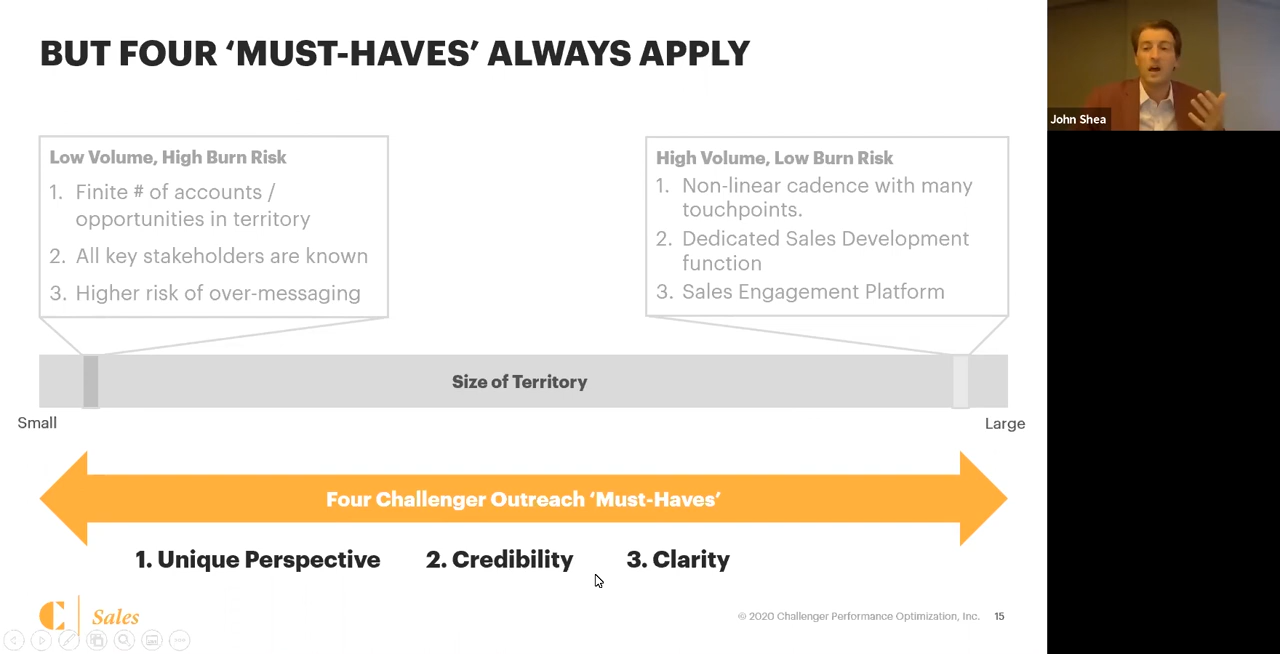 BUT FOUR ‘MUST-HAVES’ ALWAYS APPLY
John Shea
Low Volume, High Burn Risk
1. Finite # of accounts /
opportunities in territory
2. All key stakeholders are known
3. Higher risk of over-messaging
High Volume, Low Burn Risk
1. Non-linear cadence with many
touchpoints.
2. Dedicated Sales Development
function
3. Sales Engagement Platform
Size of Territory
Small
Large
Four Challenger Outreach ‘Must-Haves’
1. Unique Perspective 2. Credibility 3. Clarity
Sales
© 2020 Challenger Performance Optimization, Inc. 15